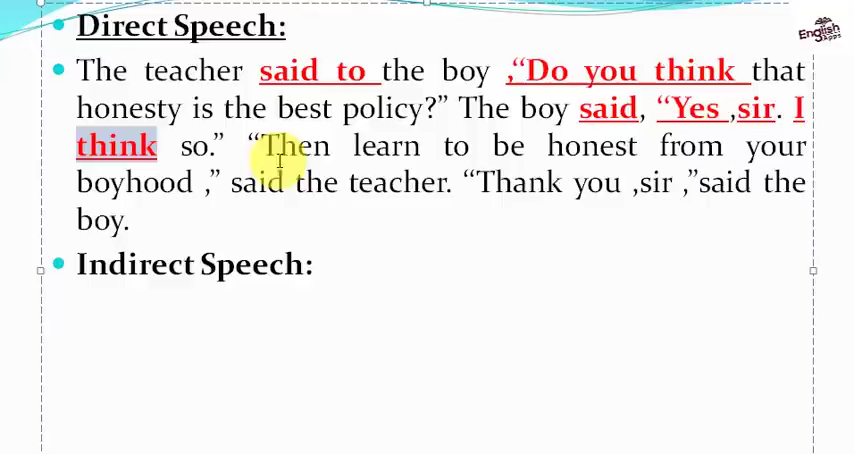 English Apps
Direct Speech:
The teacher said to the boy ,“Do you think that
honesty is the best policy?” The boy said, “Yes ,sir. I
think so.” “Then learn to be honest from your
boyhood ,” said the teacher. “Thank you ,sir ,”said the
boy.
Indirect Speech: